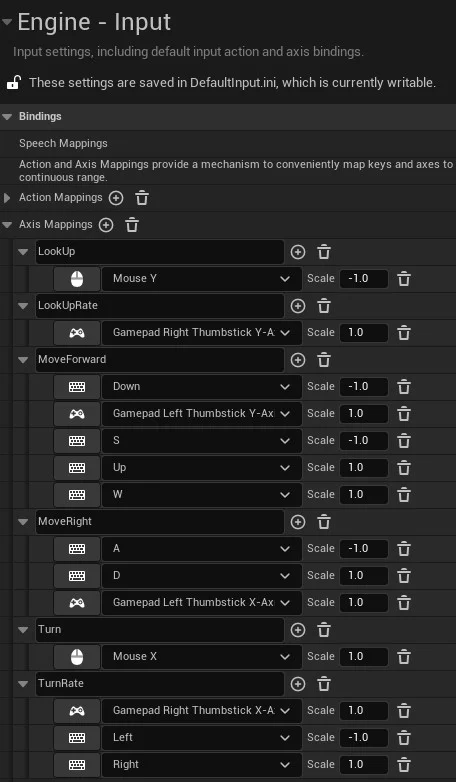 Engine - Input
Input settings, including default input action and axis bindings.
These settings are saved in DefaultInput.ini, which is currently writable.
Bindings
Speech Mappings
Action and Axis Mappings provide a mechanism to conveniently map keys and axes to
continuous range.
Action Mappings
Axis Mappings
LookUp
Mouse Y Scale -1.0
LookUpRate
Gamepad Right Thumbstick Y-A Scale 1.0
MoveForward
Down Scale -1.0
Gamepad Left Thumbstick Y-Axi Scale 1.0
S Scale -1.0
Up Scale 1.0
W Scale 1.0
MoveRight
A Scale -1.0
D Scale 1.0
Gamepad Left Thumbstick X-Axi Scale 1.0
Turn
Mouse X Scale 1.0
TurnRate
Gamepad Right Thumbstick X-A Scale 1.0
Left Scale -1.0
Right Scale 1.0